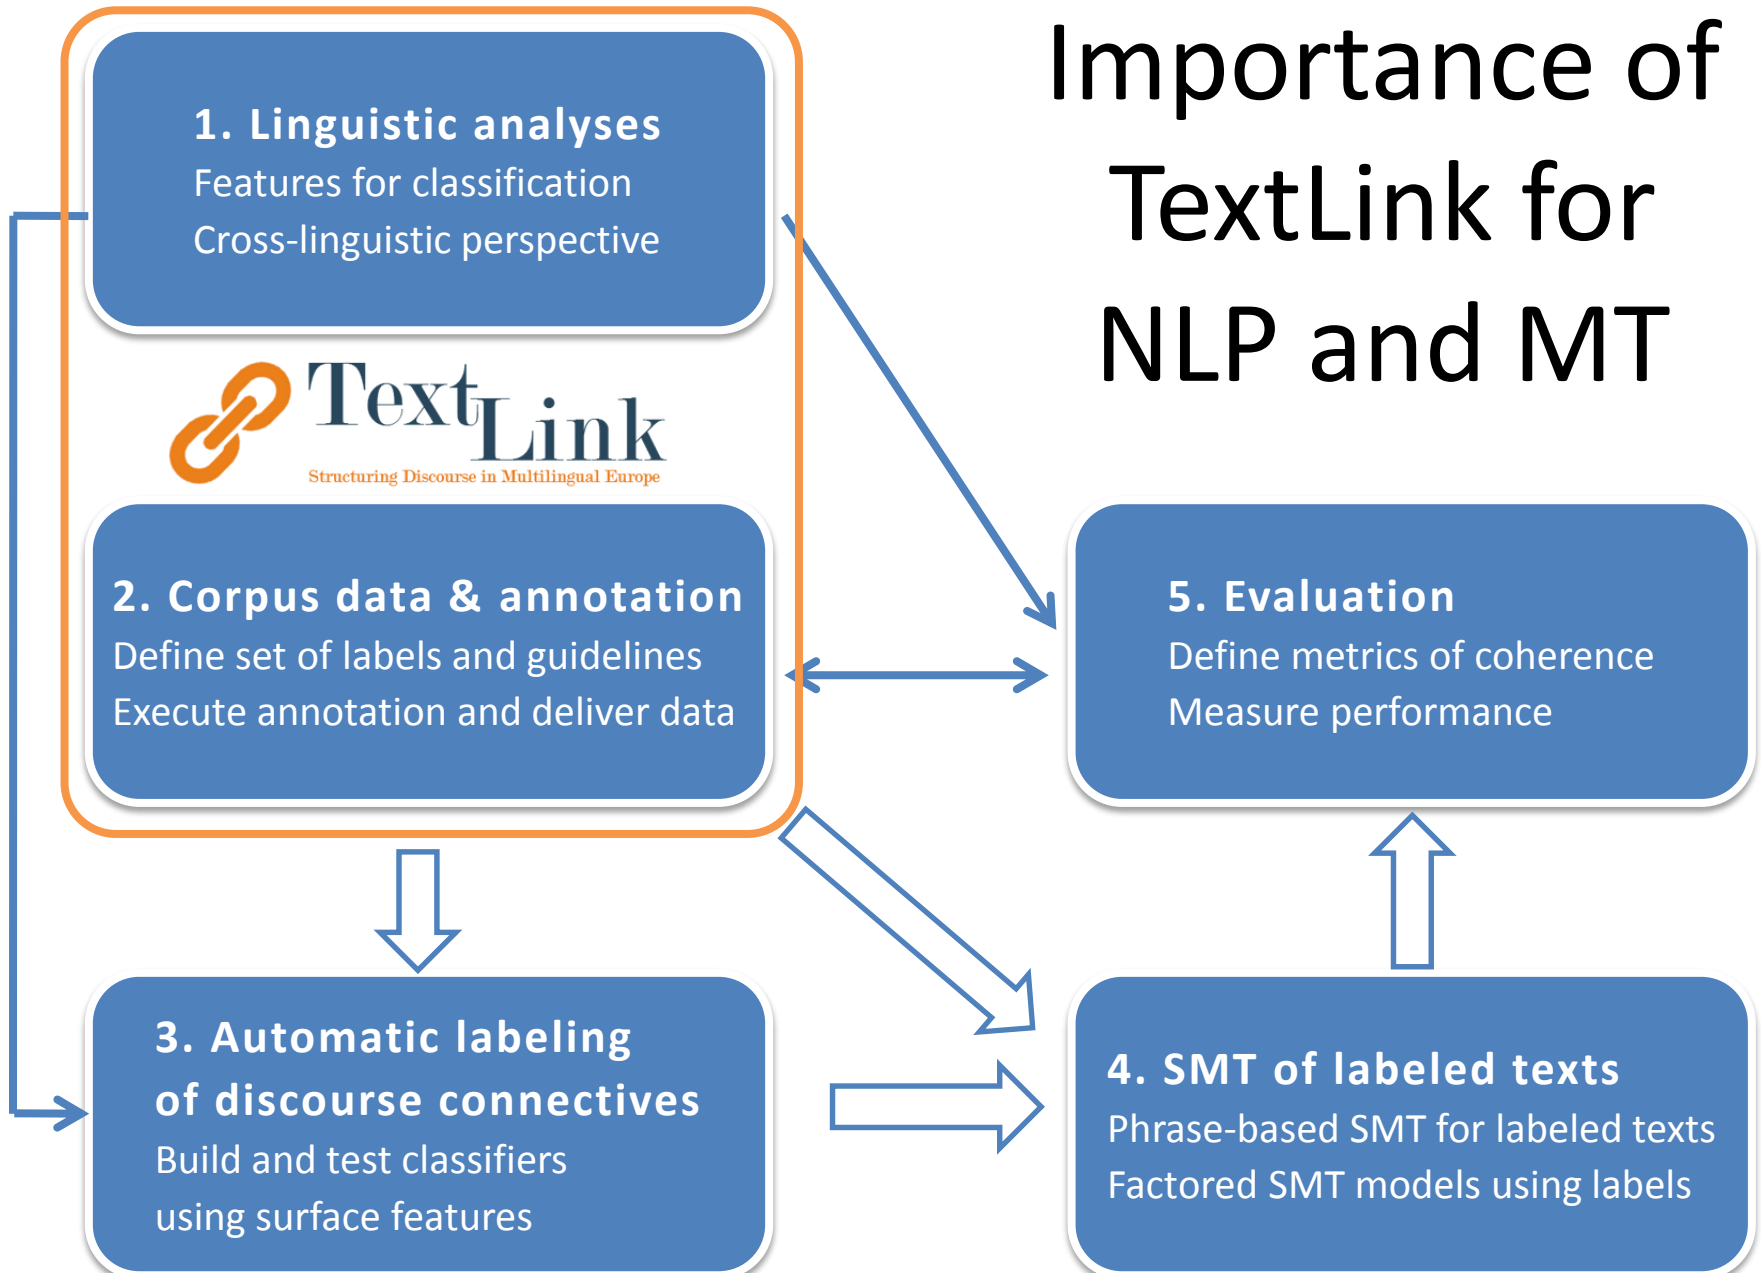 Importance of
TextLink for
NLP and MT
1. Linguistic analyses
Features for classification
Cross-linguistic perspective
TextLink
Structuring Discourse in Multilingual Europe
2. Corpus data & annotation
Define set of labels and guidelines
Execute annotation and deliver data
3. Automatic labeling
of discourse connectives
Build and test classifiers
using surface features
4. SMT of labeled texts
Phrase-based SMT for labeled texts
Factored SMT models using labels
5. Evaluation
Define metrics of coherence
Measure performance